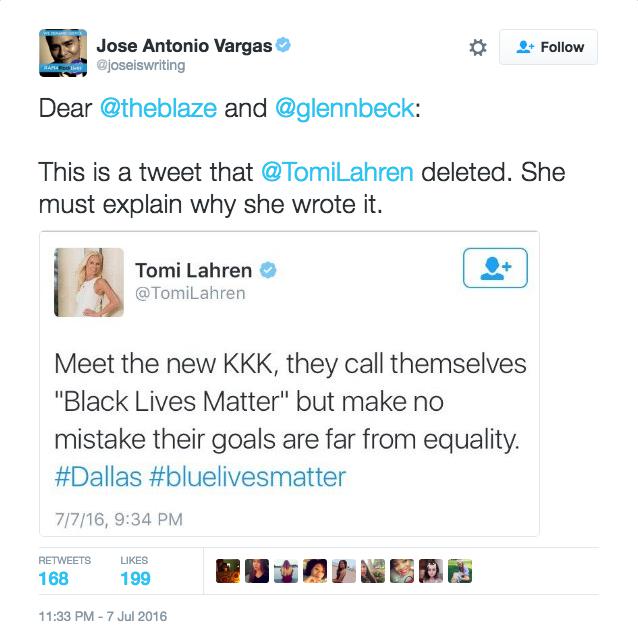 Jose Antonio Vargas
@joseiswriting
Follow
Dear @theblaze and @glennbeck:
This is a tweet that @TomiLahren deleted. She
must explain why she wrote it.
Tomi Lahren
@TomiLahren
Meet the new KKK, they call themselves
"Black Lives Matter" but make no
mistake their goals are far from equality.
#Dallas #bluelivesmatter
7/7/16, 9:34 PM
RETWEETS LIKES
168 199
11:33 PM - 7 Jul 2016